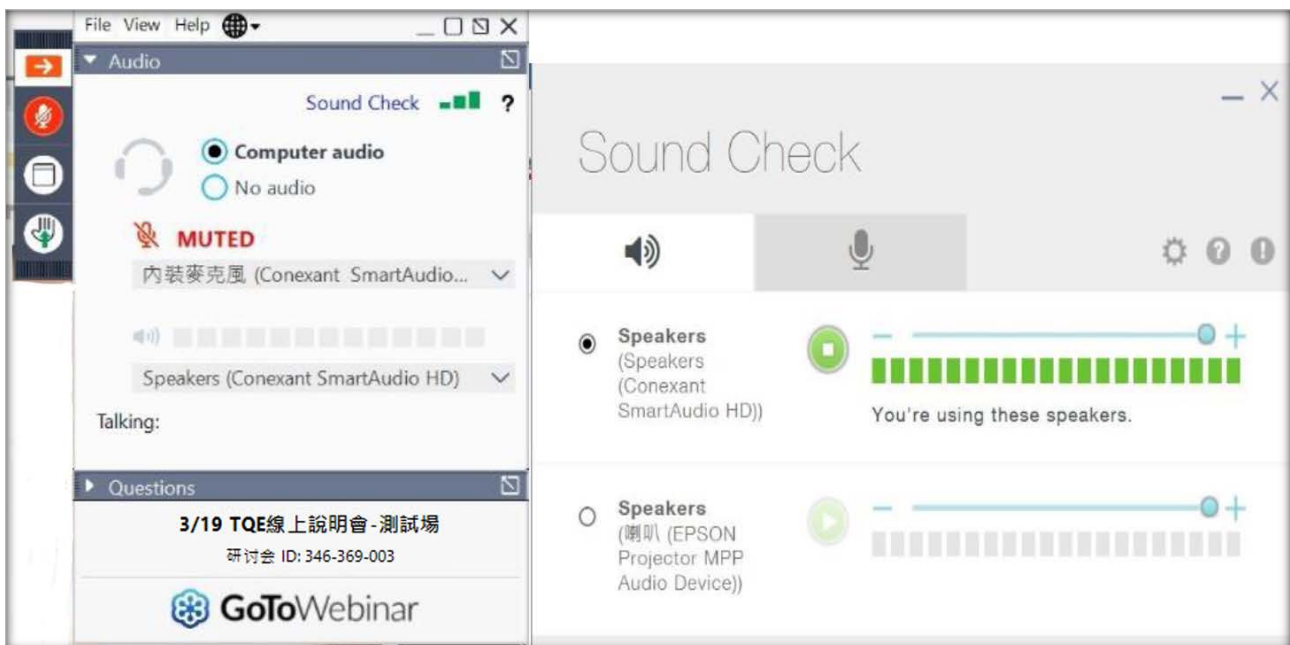 File View Help
Audio
Sound Check ?
Computer audio
No audio
MUTED
內裝麥克風 (Conexant SmartAudio...
Speakers (Conexant SmartAudio HD)
Talking:
Questions
3/19 TQE線上說明會-測試場
研讨会 ID: 346-369-003
GoToWebinar
Sound Check
Speakers
(Speakers
(Conexant
SmartAudio HD))
You're using these speakers.
Speakers
(喇叭 (EPSON
Projector MPP
Audio Device))